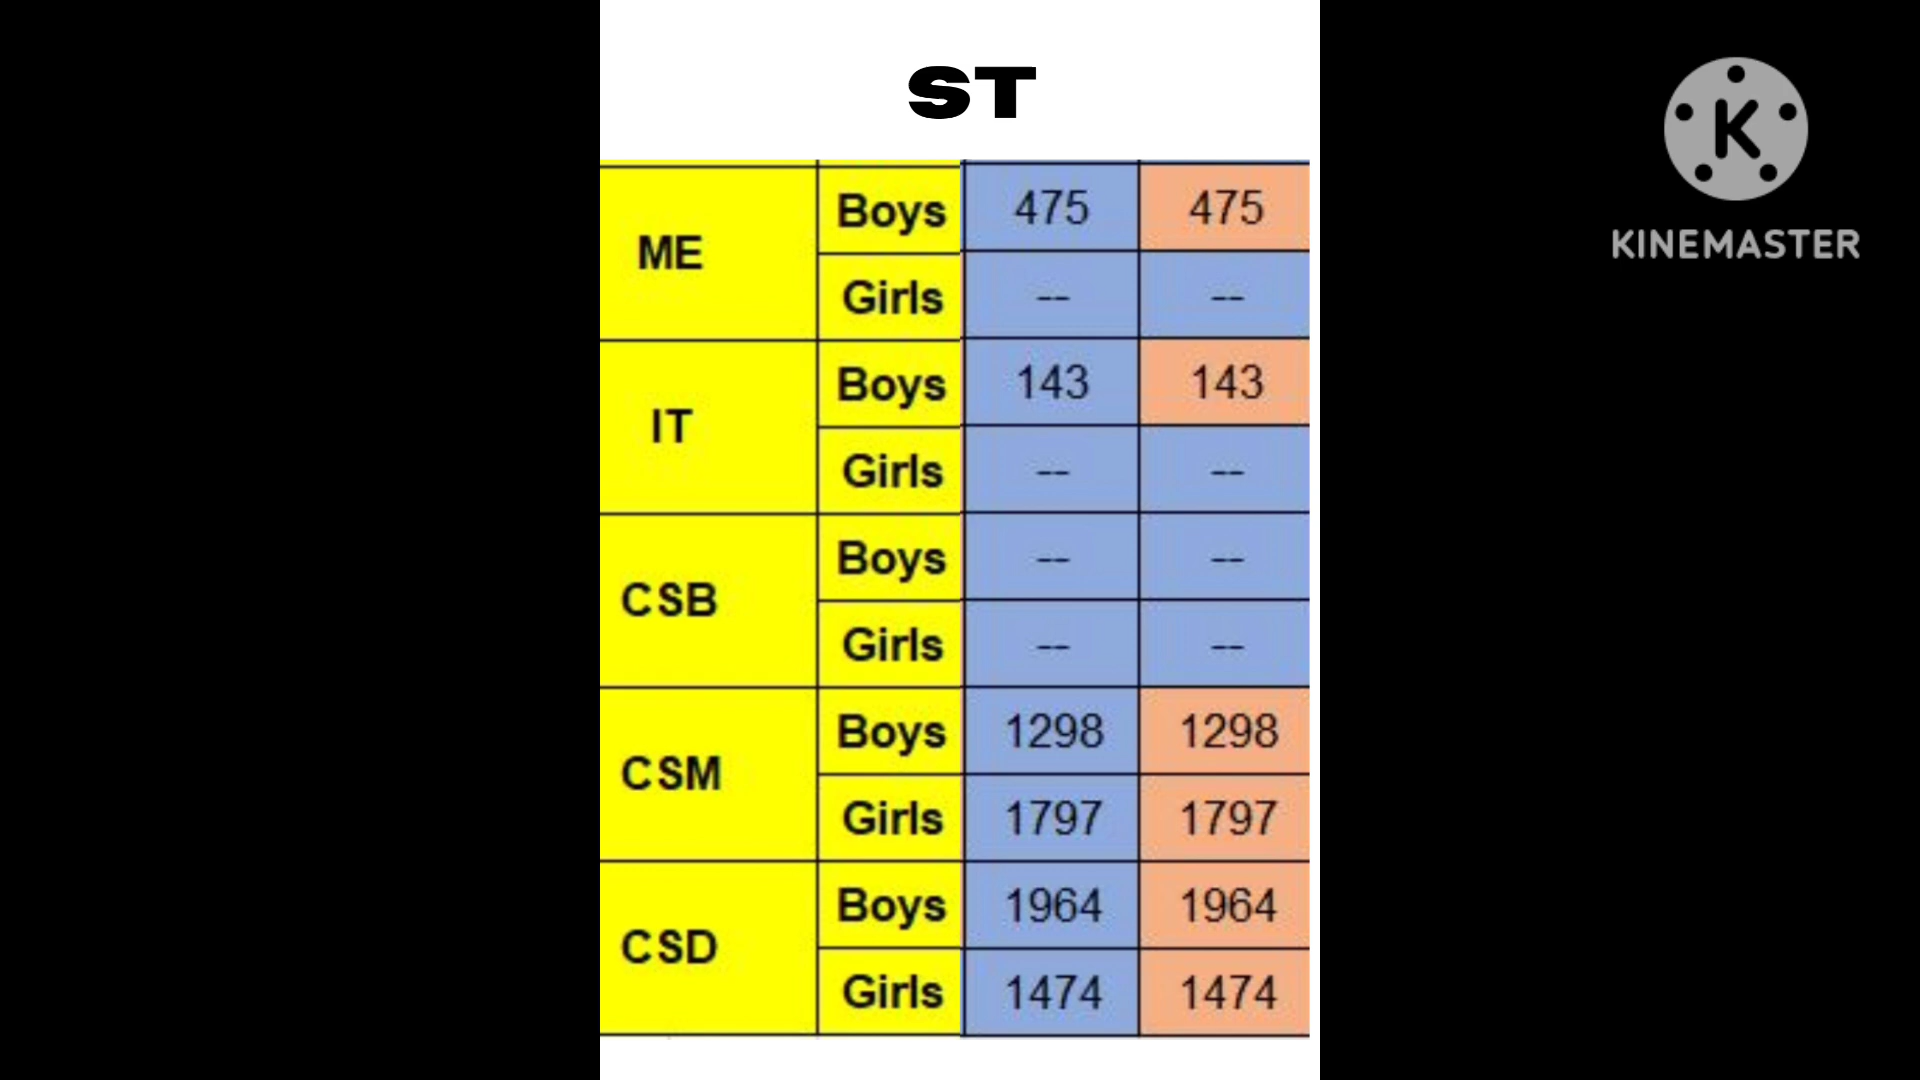 ST
ME Boys 475 475
Girls -- --
IT Boys 143 143
Girls -- --
CSB Boys -- --
Girls -- --
CSM Boys 1298 1298
Girls 1797 1797
CSD Boys 1964 1964
Girls 1474 1474
K
KINEMASTER